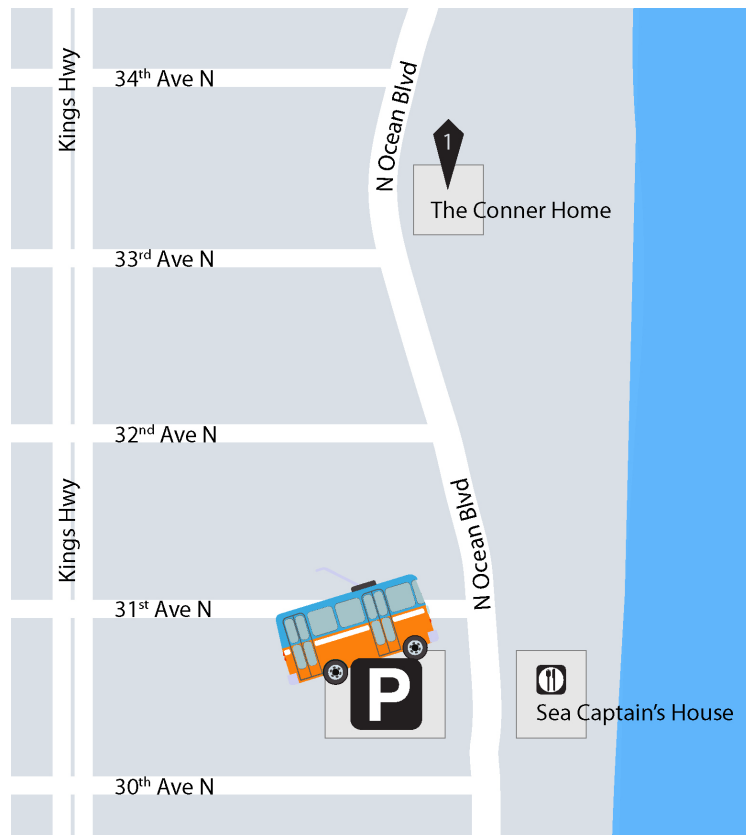 34th Ave N
Kings Hwy
N Ocean Blvd
1
The Conner Home
33rd Ave N
32nd Ave N
Kings Hwy
N Ocean Blvd
31st Ave N
P
Sea Captain’s House
30th Ave N